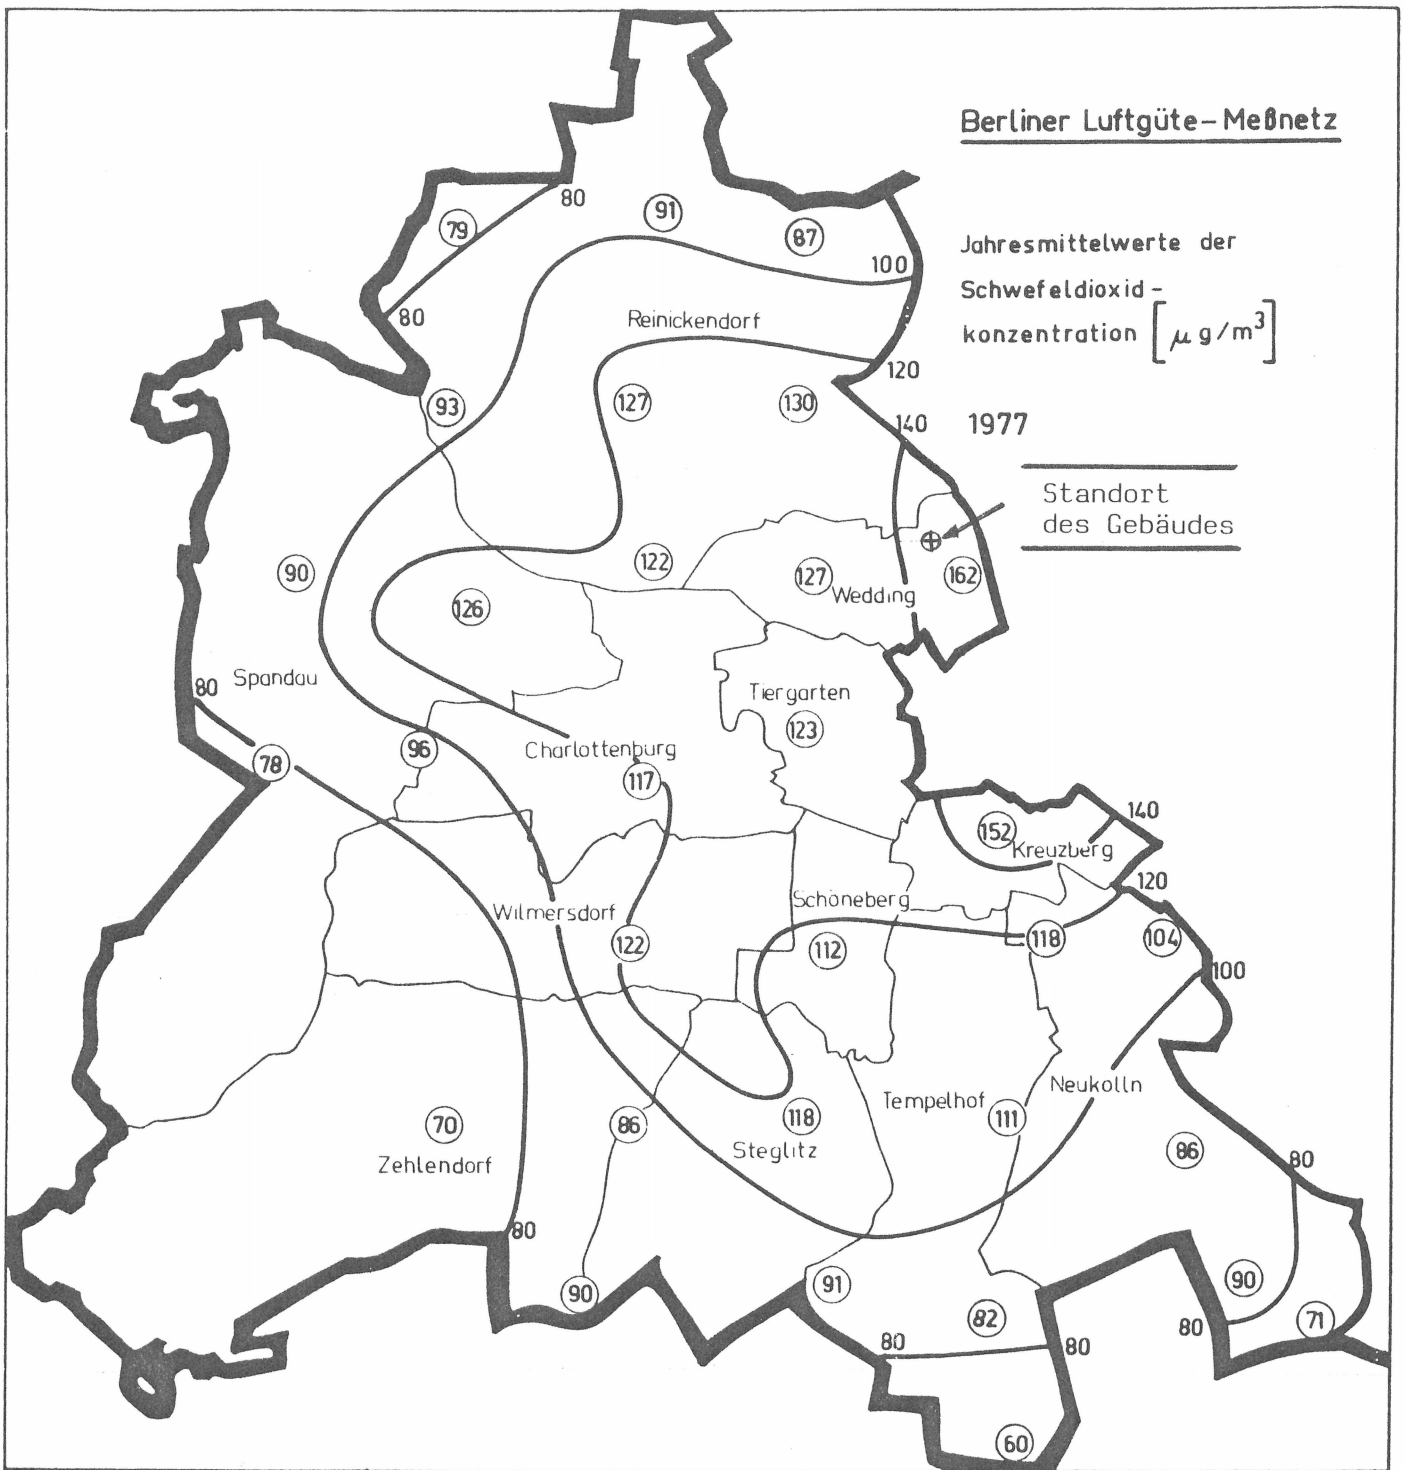 Berliner Luftgüte-Meßnetz
Jahresmittelwerte der
Schwefeldioxid-
konzentration [µg/m³]
1977
Standort
des Gebäudes
80
79
91
87
100
80
Reinickendorf
120
93
127
130
140
90
122
127
162
Wedding
126
80
Spandau
Tiergarten
123
96
Charlottenburg
78
117
140
152
Kreuzberg
120
Schöneberg
Wilmersdorf
122
112
118
104
100
Neukolln
Tempelhof
111
118
86
70
Steglitz
Zehlendorf
86
80
80
90
91
90
82
71
80
80
80
60